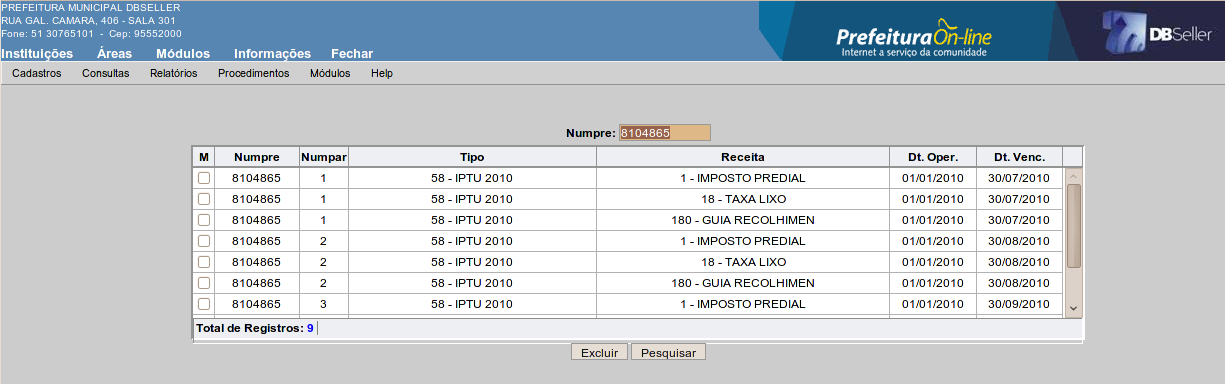 PREFEITURA MUNICIPAL DBSELLER
RUA GAL. CAMARA, 406 - SALA 301
Fone: 51 30765101 - Cep: 95552000
Instituições Áreas Módulos Informações Fechar
PrefeituraOn-line
Internet a serviço da comunidade
DBSeller
Cadastros Consultas Relatórios Procedimentos Módulos Help
Numpre: 8104865
M Numpre Numpar Tipo Receita Dt. Oper. Dt. Venc.
8104865 1 58 - IPTU 2010 1 - IMPOSTO PREDIAL 01/01/2010 30/07/2010
8104865 1 58 - IPTU 2010 18 - TAXA LIXO 01/01/2010 30/07/2010
8104865 1 58 - IPTU 2010 180 - GUIA RECOLHIMEN 01/01/2010 30/07/2010
8104865 2 58 - IPTU 2010 1 - IMPOSTO PREDIAL 01/01/2010 30/08/2010
8104865 2 58 - IPTU 2010 18 - TAXA LIXO 01/01/2010 30/08/2010
8104865 2 58 - IPTU 2010 180 - GUIA RECOLHIMEN 01/01/2010 30/08/2010
8104865 3 58 - IPTU 2010 1 - IMPOSTO PREDIAL 01/01/2010 30/09/2010
Total de Registros: 9
Excluir Pesquisar